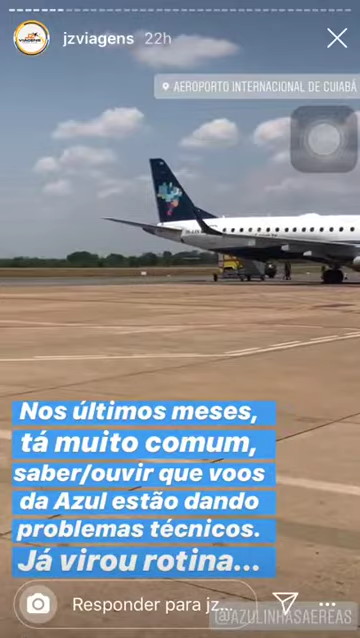 jzviagens 22h
AEROPORTO INTERNACIONAL DE CUIABÁ
Nos últimos meses,
tá muito comum,
saber/ouvir que voos
da Azul estão dando
problemas técnicos.
Já virou rotina...
Responder para jz...
@AZULINHASAEREAS